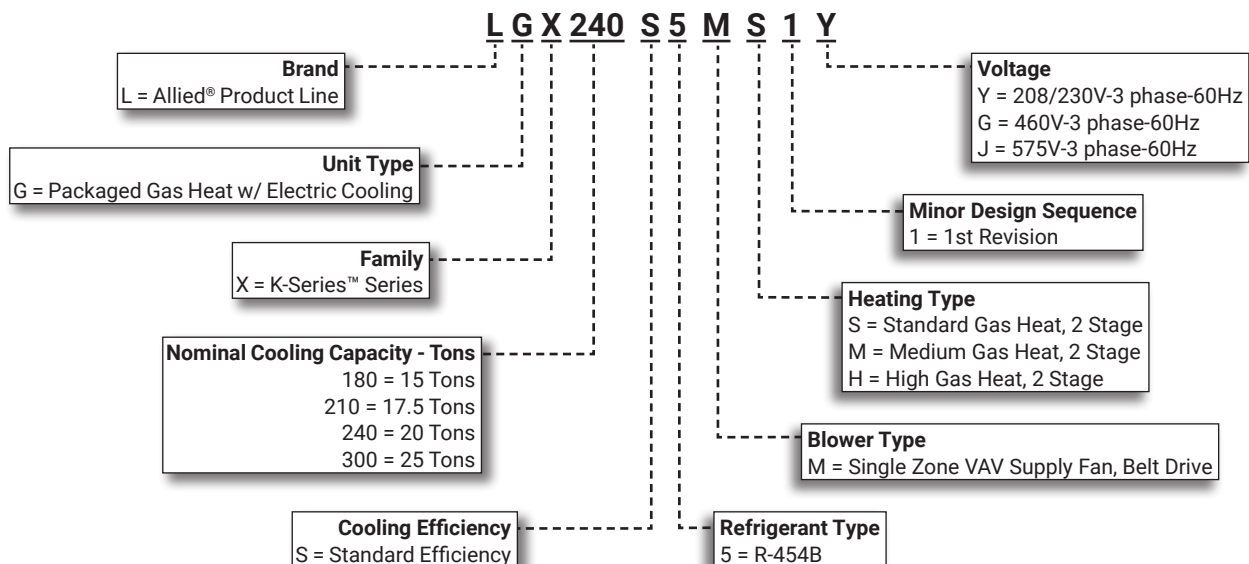 L G X 240 S 5 M S 1 Y
Brand
L = Allied® Product Line
Unit Type
G = Packaged Gas Heat w/ Electric Cooling
Family
X = K-Series™ Series
Nominal Cooling Capacity - Tons
180 = 15 Tons
210 = 17.5 Tons
240 = 20 Tons
300 = 25 Tons
Cooling Efficiency
S = Standard Efficiency
Voltage
Y = 208/230V-3 phase-60Hz
G = 460V-3 phase-60Hz
J = 575V-3 phase-60Hz
Minor Design Sequence
1 = 1st Revision
Heating Type
S = Standard Gas Heat, 2 Stage
M = Medium Gas Heat, 2 Stage
H = High Gas Heat, 2 Stage
Blower Type
M = Single Zone VAV Supply Fan, Belt Drive
Refrigerant Type
5 = R-454B